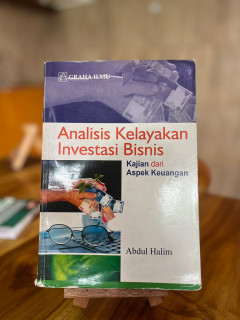 GRAHA ILMU
Analisis Kelayakan
Investasi Bisnis
Kajian dari
Aspek Keuangan
Abdul Halim